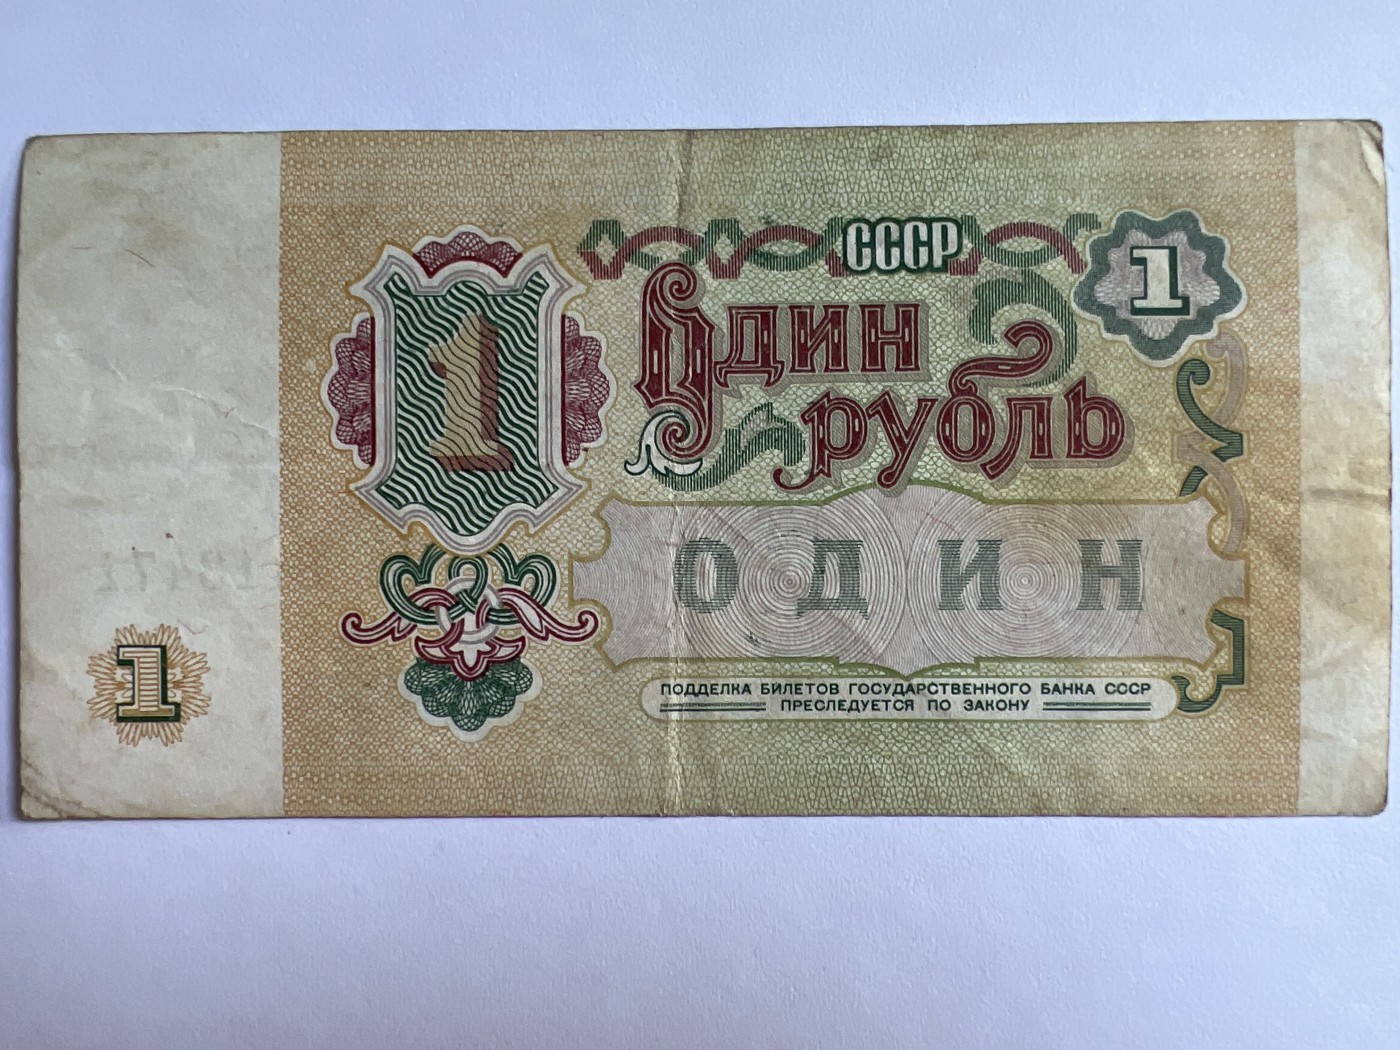 СССР
1
1
Один
рубль
ОДИН
ПОДДЕЛКА БИЛЕТОВ ГОСУДАРСТВЕННОГО БАНКА СССР
ПРЕСЛЕДУЕТСЯ ПО ЗАКОНУ
1